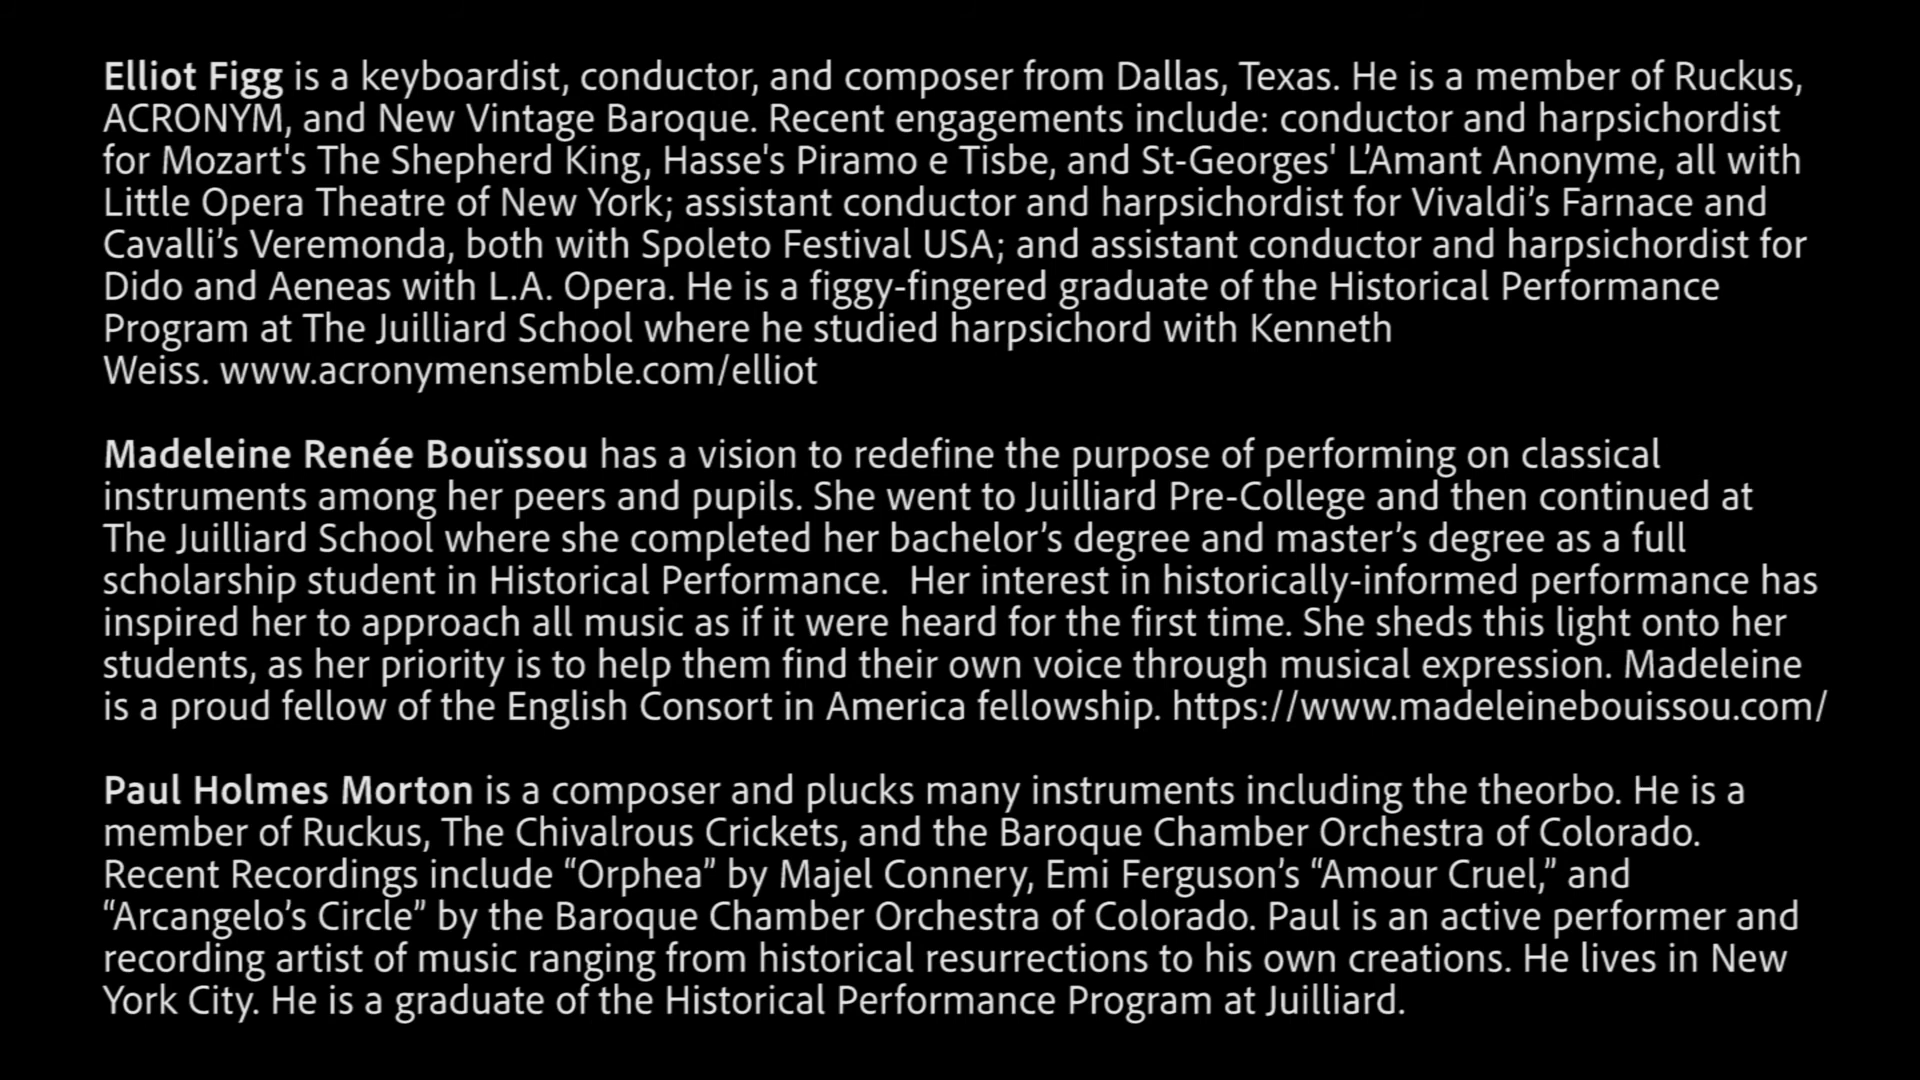 Elliot Figg is a keyboardist, conductor, and composer from Dallas, Texas. He is a member of Ruckus,
ACRONYM, and New Vintage Baroque. Recent engagements include: conductor and harpsichordist
for Mozart's The Shepherd King, Hasse's Piramo e Tisbe, and St-Georges' L’Amant Anonyme, all with
Little Opera Theatre of New York; assistant conductor and harpsichordist for Vivaldi’s Farnace and
Cavalli’s Veremonda, both with Spoleto Festival USA; and assistant conductor and harpsichordist for
Dido and Aeneas with L.A. Opera. He is a figgy-fingered graduate of the Historical Performance
Program at The Juilliard School where he studied harpsichord with Kenneth
Weiss. www.acronymensemble.com/elliot
Madeleine Renée Bouïssou has a vision to redefine the purpose of performing on classical
instruments among her peers and pupils. She went to Juilliard Pre-College and then continued at
The Juilliard School where she completed her bachelor’s degree and master’s degree as a full
scholarship student in Historical Performance.  Her interest in historically-informed performance has
inspired her to approach all music as if it were heard for the first time. She sheds this light onto her
students, as her priority is to help them find their own voice through musical expression. Madeleine
is a proud fellow of the English Consort in America fellowship. https://www.madeleinebouissou.com/
Paul Holmes Morton is a composer and plucks many instruments including the theorbo. He is a
member of Ruckus, The Chivalrous Crickets, and the Baroque Chamber Orchestra of Colorado.
Recent Recordings include “Orphea” by Majel Connery, Emi Ferguson’s “Amour Cruel,” and
“Arcangelo’s Circle” by the Baroque Chamber Orchestra of Colorado. Paul is an active performer and
recording artist of music ranging from historical resurrections to his own creations. He lives in New
York City. He is a graduate of the Historical Performance Program at Juilliard.